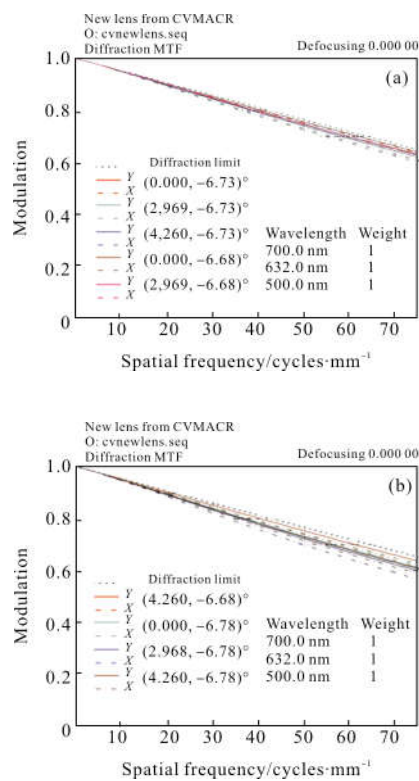 New lens from CVMACR
O: cvnewlens.seq
Diffraction MTF
Defocusing 0.000 00
(a)
1.0
0.8
0.6
0.4
0.2
0
Modulation
Diffraction limit
Y
X
(0.000, −6.73)°
Y
X
(2,969, −6.73)°
Y
X
(4,260, −6.73)°
Y
X
(0.000, −6.68)°
Y
X
(2,969, −6.68)°
Wavelength Weight
700.0 nm 1
632.0 nm 1
500.0 nm 1
10 20 30 40 50 60 70
Spatial frequency/cycles·mm⁻¹
New lens from CVMACR
O: cvnewlens.seq
Diffraction MTF
Defocusing 0.000 00
(b)
1.0
0.8
0.6
0.4
0.2
0
Modulation
Diffraction limit
Y
X
(4.260, −6.68)°
Y
X
(0.000, −6.78)°
Y
X
(2.968, −6.78)°
Y
X
(4.260, −6.78)°
Wavelength Weight
700.0 nm 1
632.0 nm 1
500.0 nm 1
10 20 30 40 50 60 70
Spatial frequency/cycles·mm⁻¹